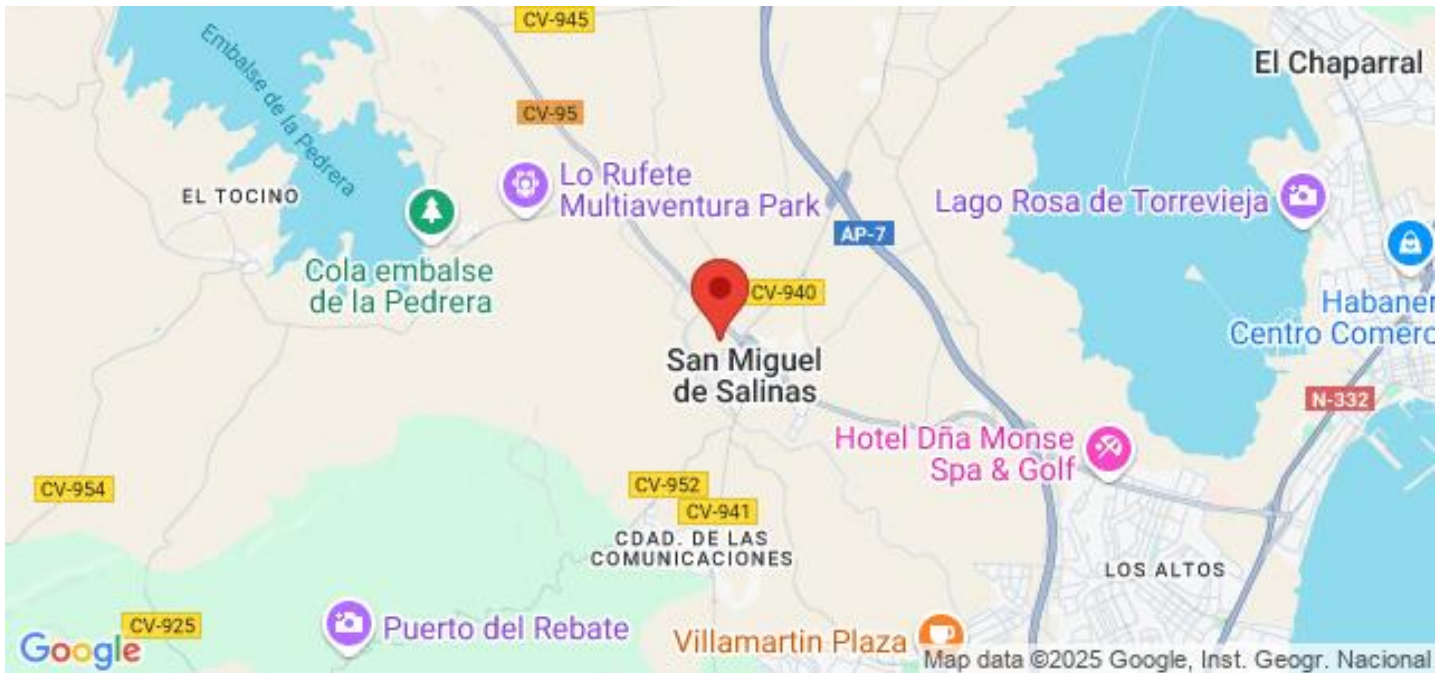 CV-945
El Chaparral
Embalse de la Pedrera
CV-95
Lo Rufete
Multiaventura Park
EL TOCINO
Lago Rosa de Torrevieja
AP-7
Cola embalse
de la Pedrera
CV-940
Habaner
Centro Comerc
San Miguel
de Salinas
N-332
Hotel Dña Monse
Spa & Golf
CV-954
CV-952
CV-941
CDAD. DE LAS
COMUNICACIONES
LOS ALTOS
CV-925
Puerto del Rebate
Villamartin Plaza
Google
Map data ©2025 Google, Inst. Geogr. Nacional